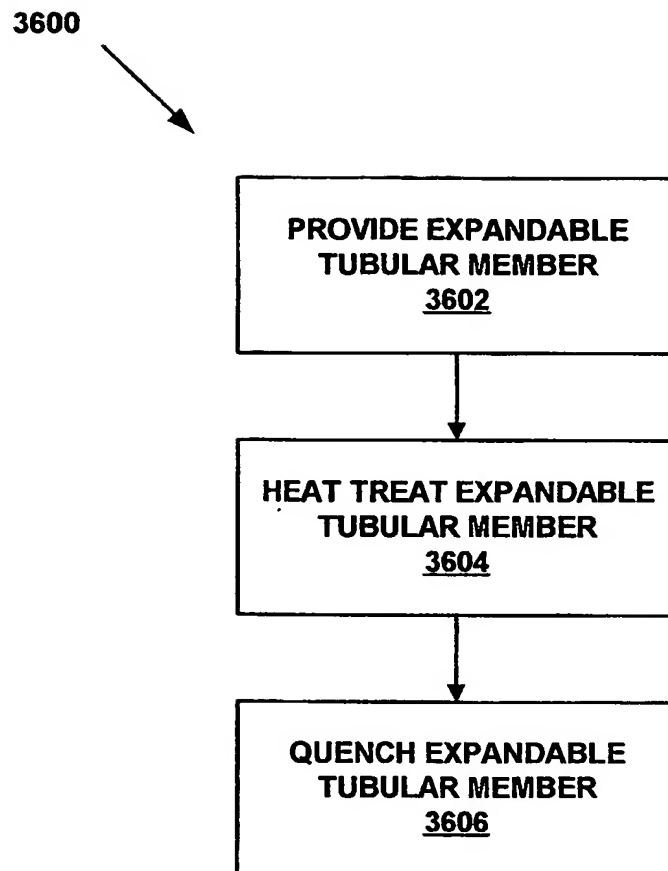 3600
PROVIDE EXPANDABLE
TUBULAR MEMBER
3602
HEAT TREAT EXPANDABLE
TUBULAR MEMBER
3604
QUENCH EXPANDABLE
TUBULAR MEMBER
3606